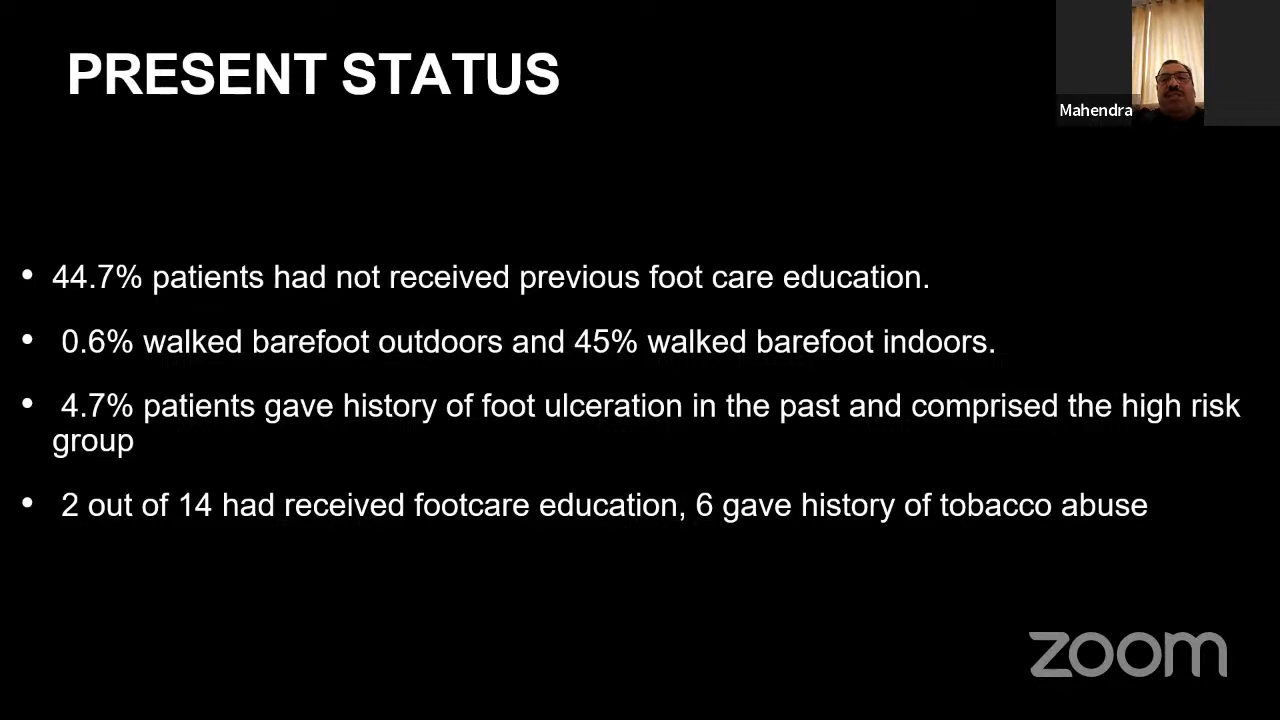 PRESENT STATUS
Mahendra
• 44.7% patients had not received previous foot care education.
• 0.6% walked barefoot outdoors and 45% walked barefoot indoors.
• 4.7% patients gave history of foot ulceration in the past and comprised the high risk
group
• 2 out of 14 had received footcare education, 6 gave history of tobacco abuse
zoom